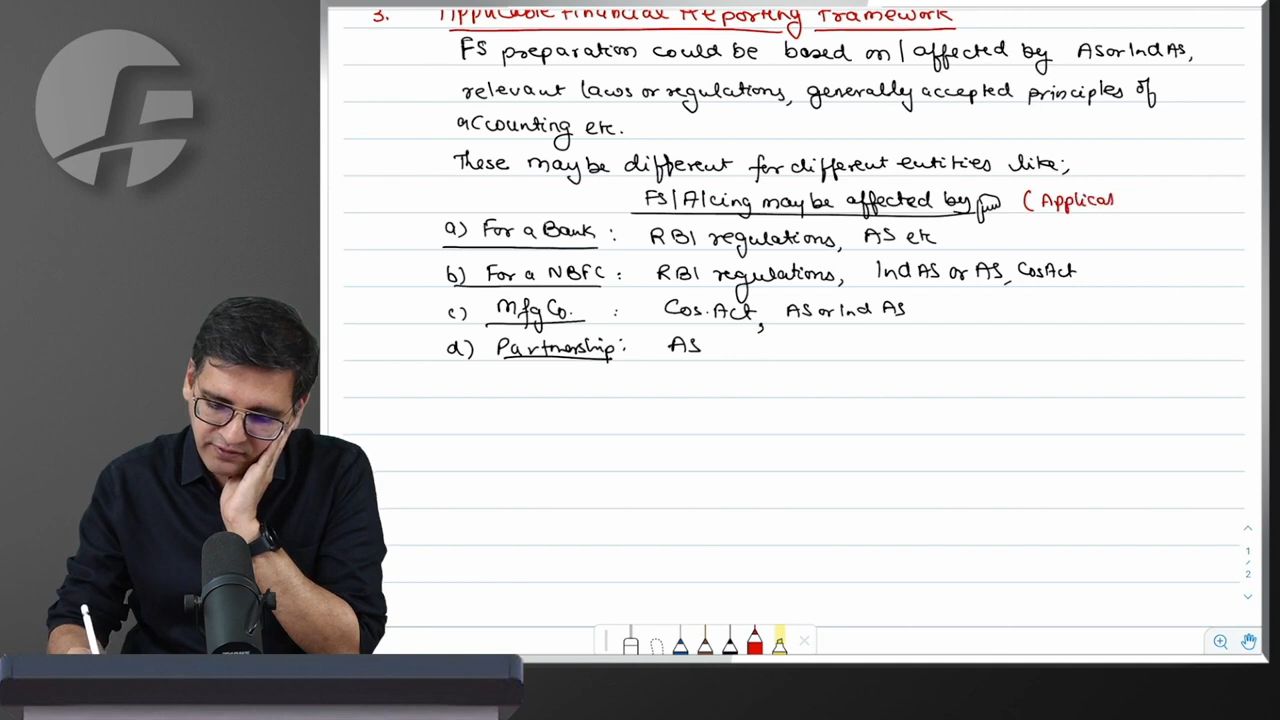 3. Applicable Financial Reporting Framework
FS preparation could be based on / affected by AS or Ind AS,
relevant laws or regulations, generally accepted principles of
accounting etc.
These may be different for different entities like;
FS/A/cing may be affected by (Applicab
a) For a Bank : RBI regulations, AS etc
b) For a NBFC : RBI regulations, Ind AS or AS, Cos Act
c) Mfg Co. : Cos. Act, AS or Ind AS
d) Partnership : AS
1
2